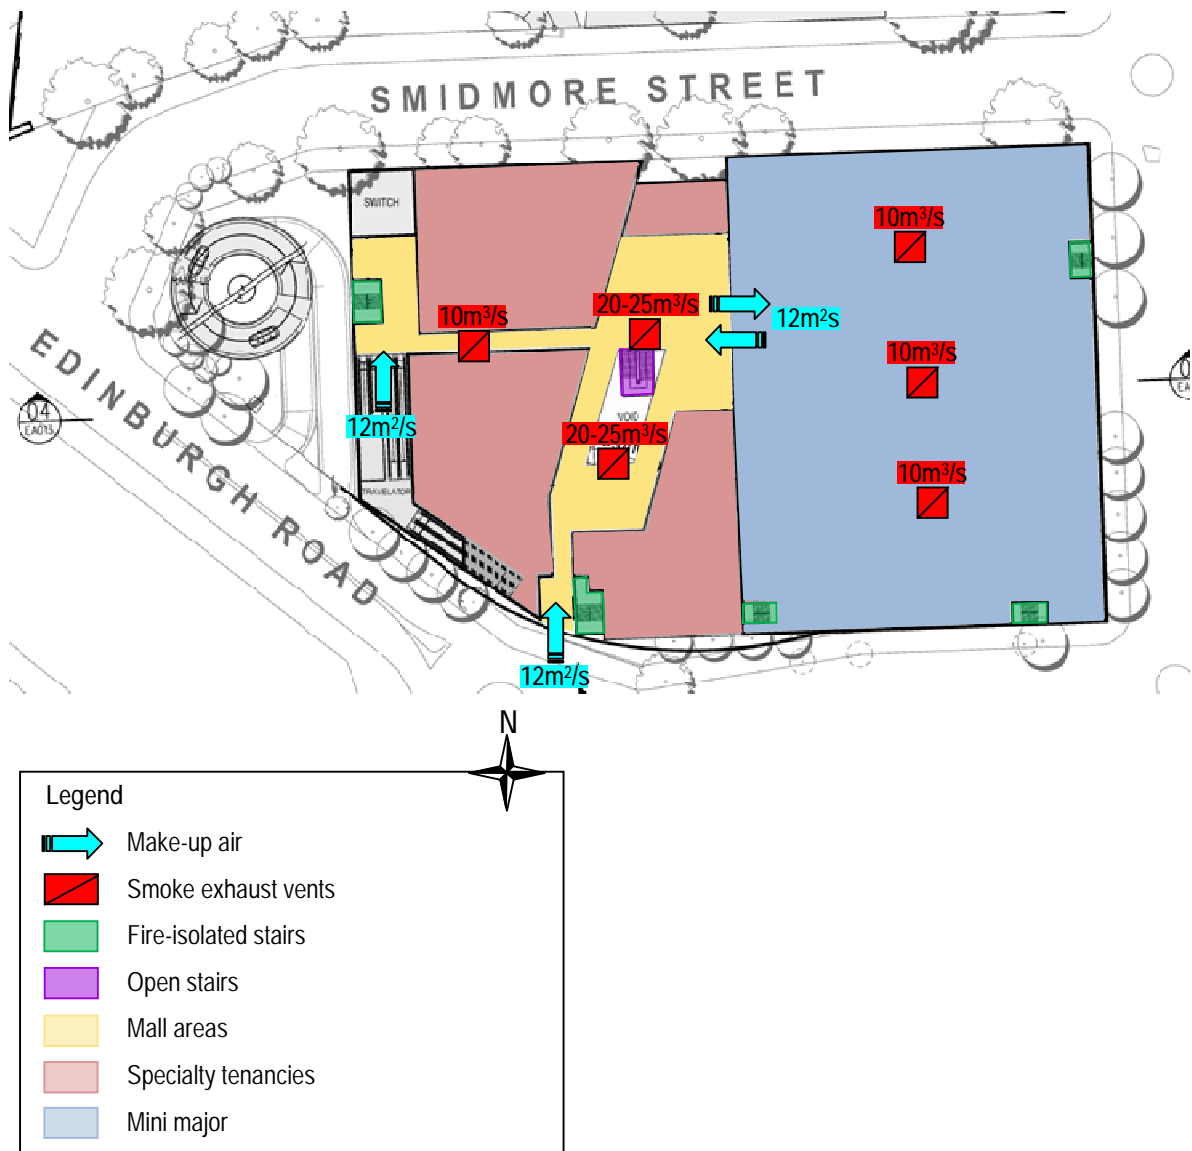 SMIDMORE STREET
SWITCH
10m³/s
20-25m³/s
10m³/s
12m²s
10m³/s
12m²/s
VOID
20-25m³/s
10m³/s
04
EA013
TRAVELATOR
EDINBURGH ROAD
12m²/s
N
Legend
Make-up air
Smoke exhaust vents
Fire-isolated stairs
Open stairs
Mall areas
Specialty tenancies
Mini major